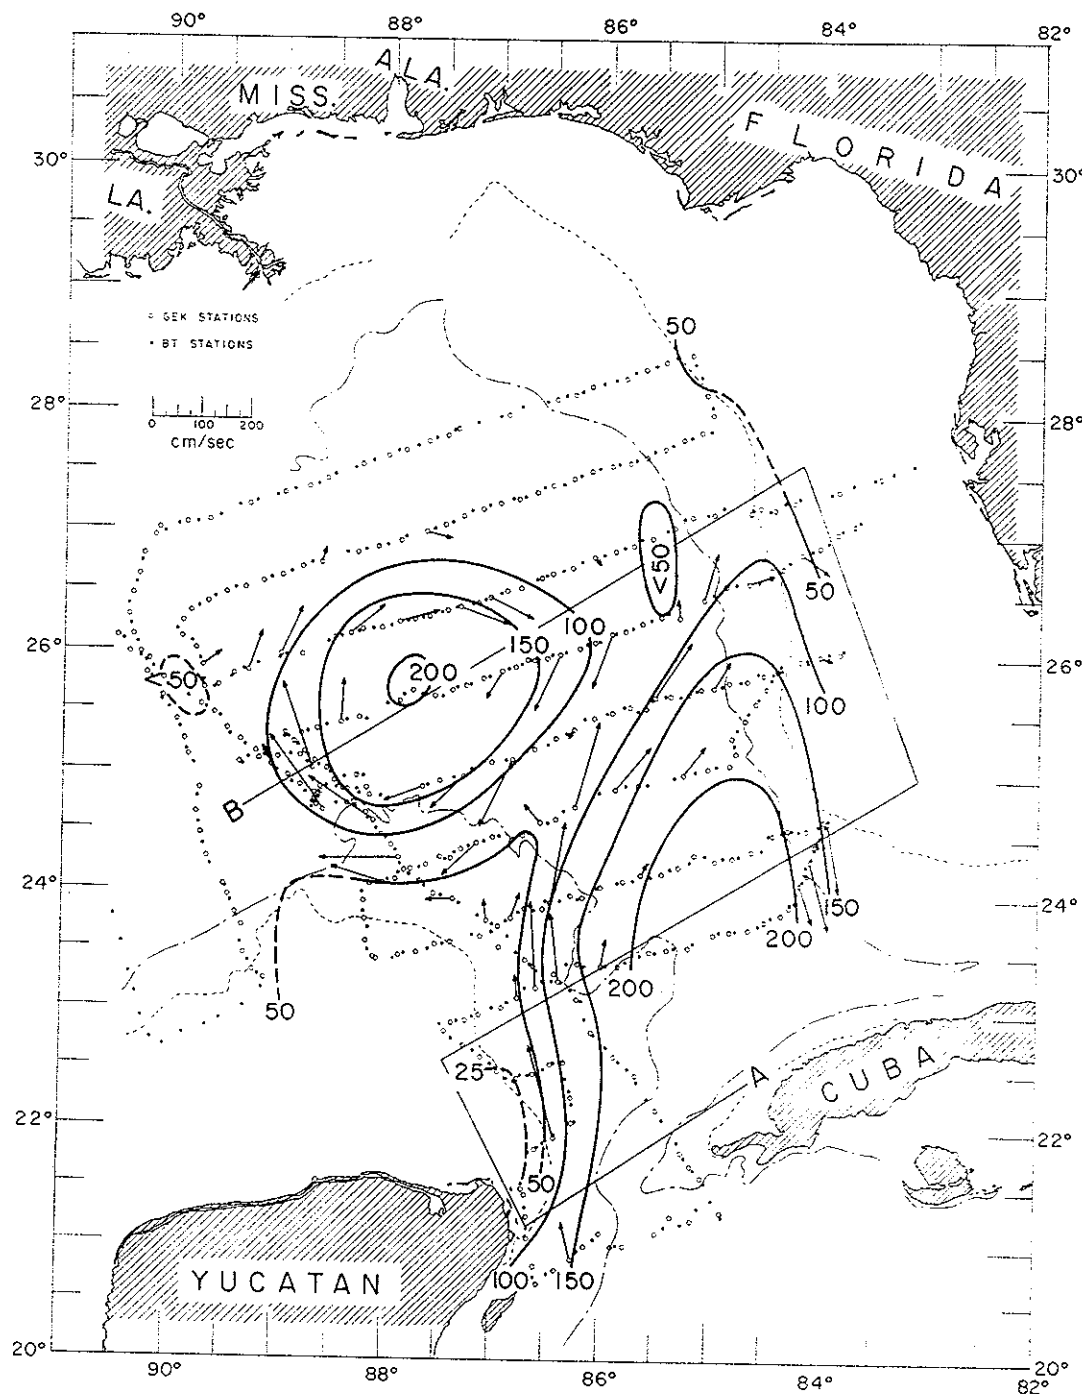 90° 88° 86° 84° 82°
ALA.
MISS.
FLORIDA
30° 30°
LA.
GEK STATIONS
BT STATIONS
50
28° 28°
0 100 200
cm/sec
<50
50
100
26° 150 26°
200
<50
100
B
24° 24°
150
200
200
50
25
A
CUBA
22° 22°
50
YUCATAN
100 150
20° 20°
90° 88° 86° 84° 82°